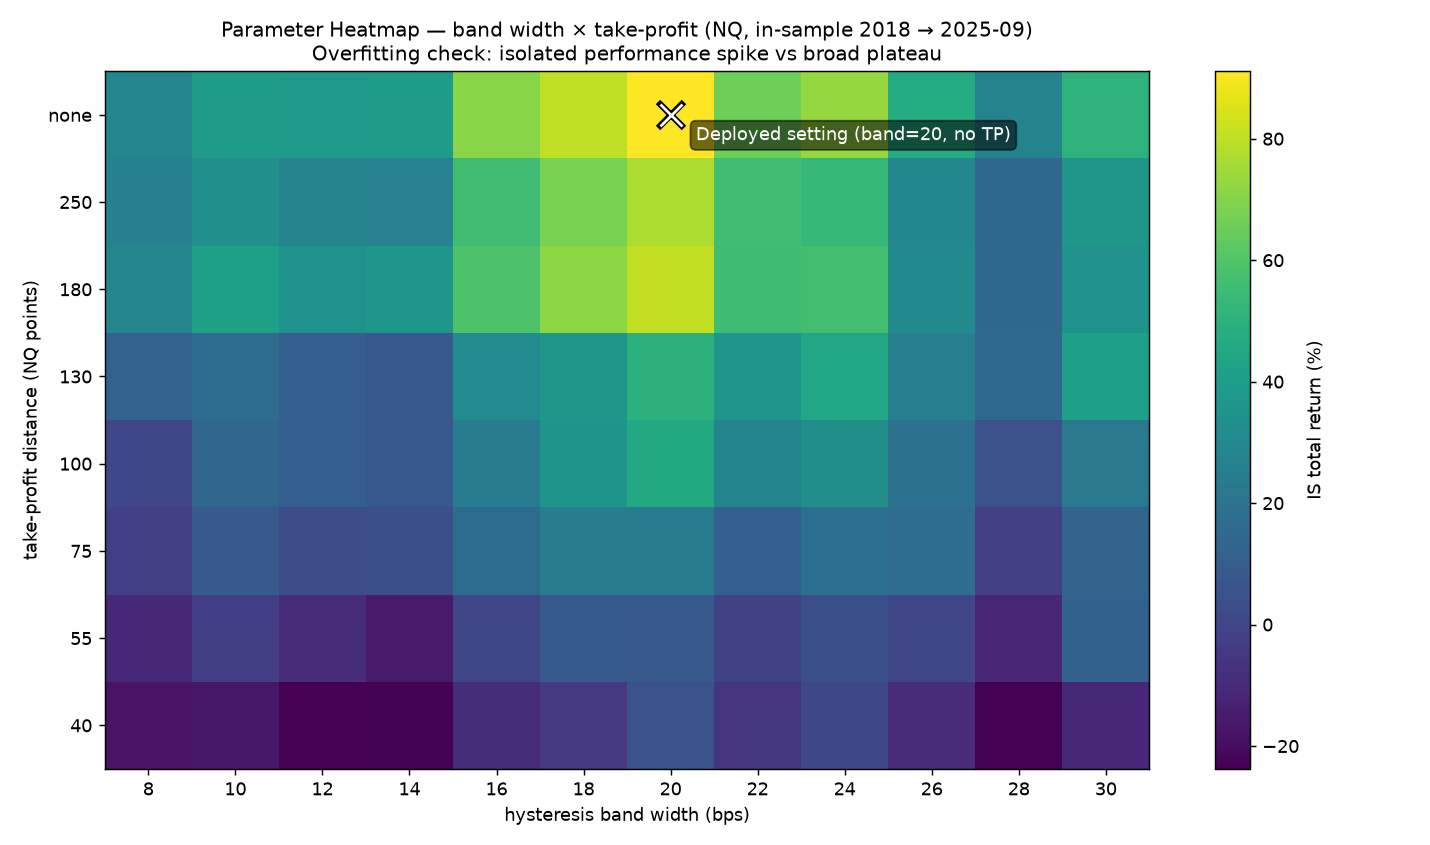 Parameter Heatmap — band width × take-profit (NQ, in-sample 2018 → 2025-09)
Overfitting check: isolated performance spike vs broad plateau
take-profit distance (NQ points)
none
250
180
130
100
75
55
40
Deployed setting (band=20, no TP)
8 10 12 14 16 18 20 22 24 26 28 30
hysteresis band width (bps)
80
60
40
20
0
−20
IS total return (%)